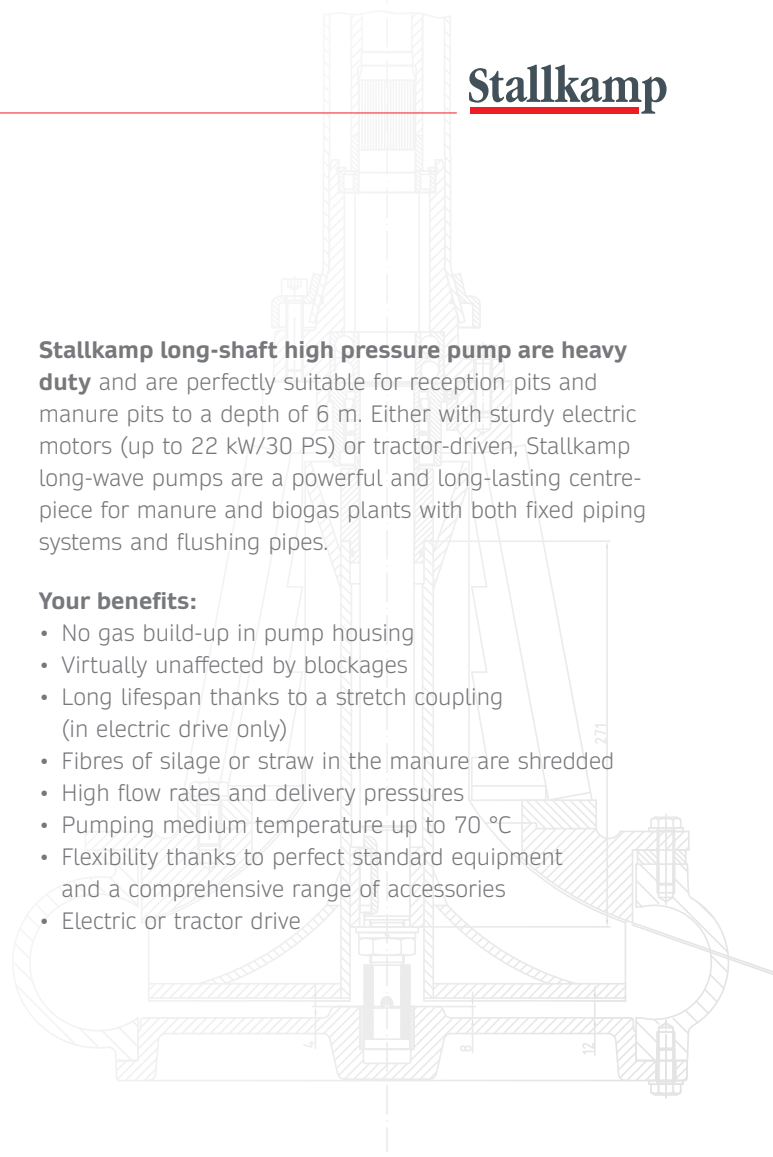 Stallkamp
Stallkamp long-shaft high pressure pump are heavy
duty and are perfectly suitable for reception pits and
manure pits to a depth of 6 m. Either with sturdy electric
motors (up to 22 kW/30 PS) or tractor-driven, Stallkamp
long-wave pumps are a powerful and long-lasting centre-
piece for manure and biogas plants with both fixed piping
systems and flushing pipes.
Your benefits:
• No gas build-up in pump housing
• Virtually unaffected by blockages
• Long lifespan thanks to a stretch coupling
(in electric drive only)
• Fibres of silage or straw in the manure are shredded
• High flow rates and delivery pressures
• Pumping medium temperature up to 70 °C
• Flexibility thanks to perfect standard equipment
and a comprehensive range of accessories
• Electric or tractor drive
271
4
8
12